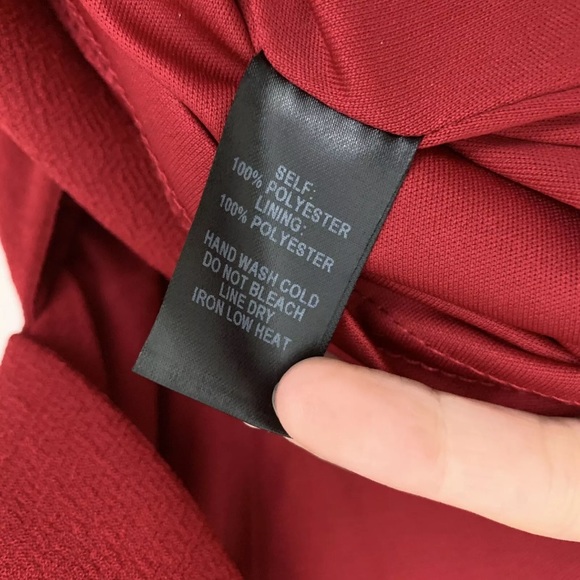 SELF:
100% POLYESTER
LINING:
100% POLYESTER
HAND WASH COLD
DO NOT BLEACH
LINE DRY
IRON LOW HEAT